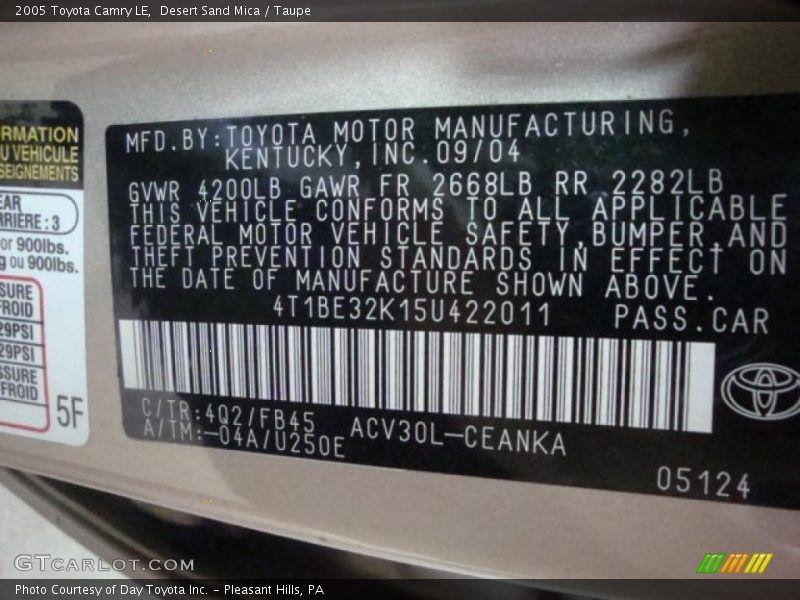 2005 Toyota Camry LE, Desert Sand Mica / Taupe
RMATION
U VEHICULE
SEIGNEMENTS
EAR
RRIÈRE : 3
or 900lbs.
g ou 900lbs.
SURE
FROID
29PSI
29PSI
SSURE
FROID
5F
MFD.BY:TOYOTA MOTOR MANUFACTURING,
KENTUCKY,INC.09/04
GVWR 4200LB GAWR FR 2668LB RR 2282LB
THIS VEHICLE CONFORMS TO ALL APPLICABLE
FEDERAL MOTOR VEHICLE SAFETY,BUMPER,AND
THEFT PREVENTION STANDARDS IN EFFECT ON
THE DATE OF MANUFACTURE SHOWN ABOVE.
4T1BE32K15U422011 PASS.CAR
C/TR:4Q2/FB45
A/TM:-04A/U250E
ACV30L-CEANKA
05124
GTCARLOT.COM
Photo Courtesy of Day Toyota Inc. - Pleasant Hills, PA